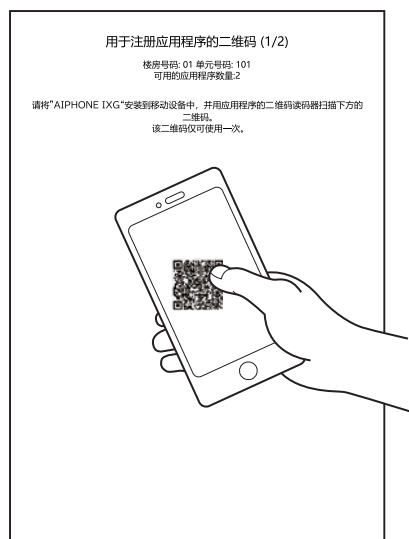 用于注册应用程序的二维码 (1/2)
楼房号码: 01 单元号码: 101
可用的应用程序数量:2
请将"AIPHONE IXG"安装到移动设备中，并用应用程序的二维码读码器扫描下方的
二维码。
该二维码仅可使用一次。